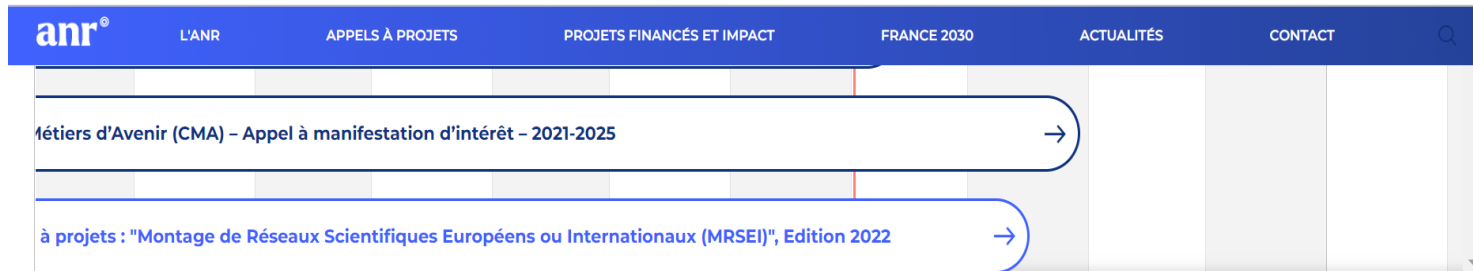 anr
L'ANR
APPELS À PROJETS
PROJETS FINANCÉS ET IMPACT
FRANCE 2030
ACTUALITÉS
CONTACT
Métiers d'Avenir (CMA) – Appel à manifestation d'intérêt – 2021-2025
à projets : "Montage de Réseaux Scientifiques Européens ou Internationaux (MRSEI)", Edition 2022